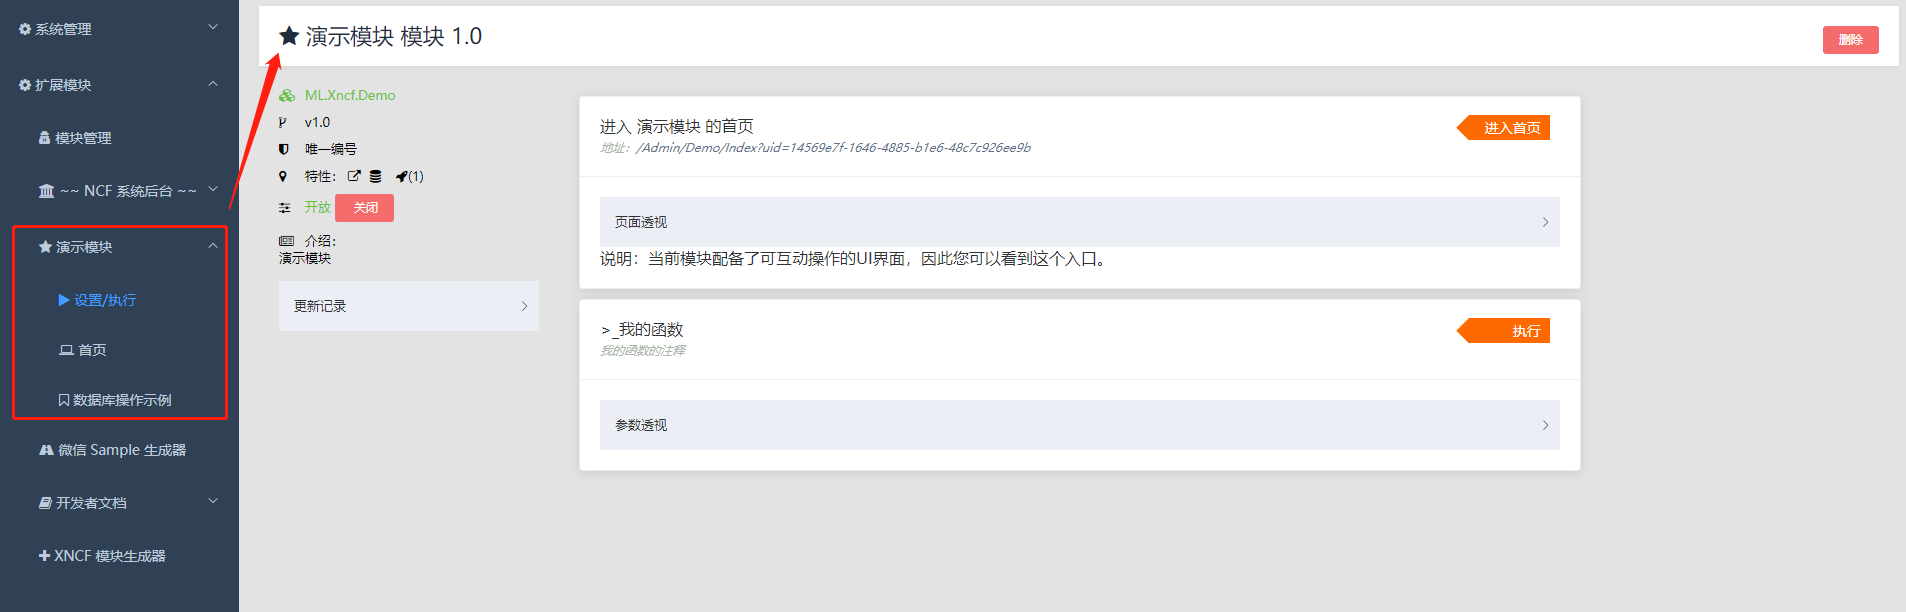 系统管理
扩展模块
模块管理
~~ NCF 系统后台 ~~
演示模块
设置/执行
首页
数据库操作示例
微信 Sample 生成器
开发者文档
XNCF 模块生成器
演示模块 模块 1.0
删除
ML.Xncf.Demo
v1.0
唯一编号
特性：
(1)
开放
关闭
介绍：
演示模块
更新记录
进入 演示模块 的首页
进入首页
地址：/Admin/Demo/Index?uid=14569e7f-1646-4885-b1e6-48c7c926ee9b
页面透视
说明：当前模块配备了可互动操作的UI界面，因此您可以看到这个入口。
>_我的函数
执行
我的函数的注释
参数透视